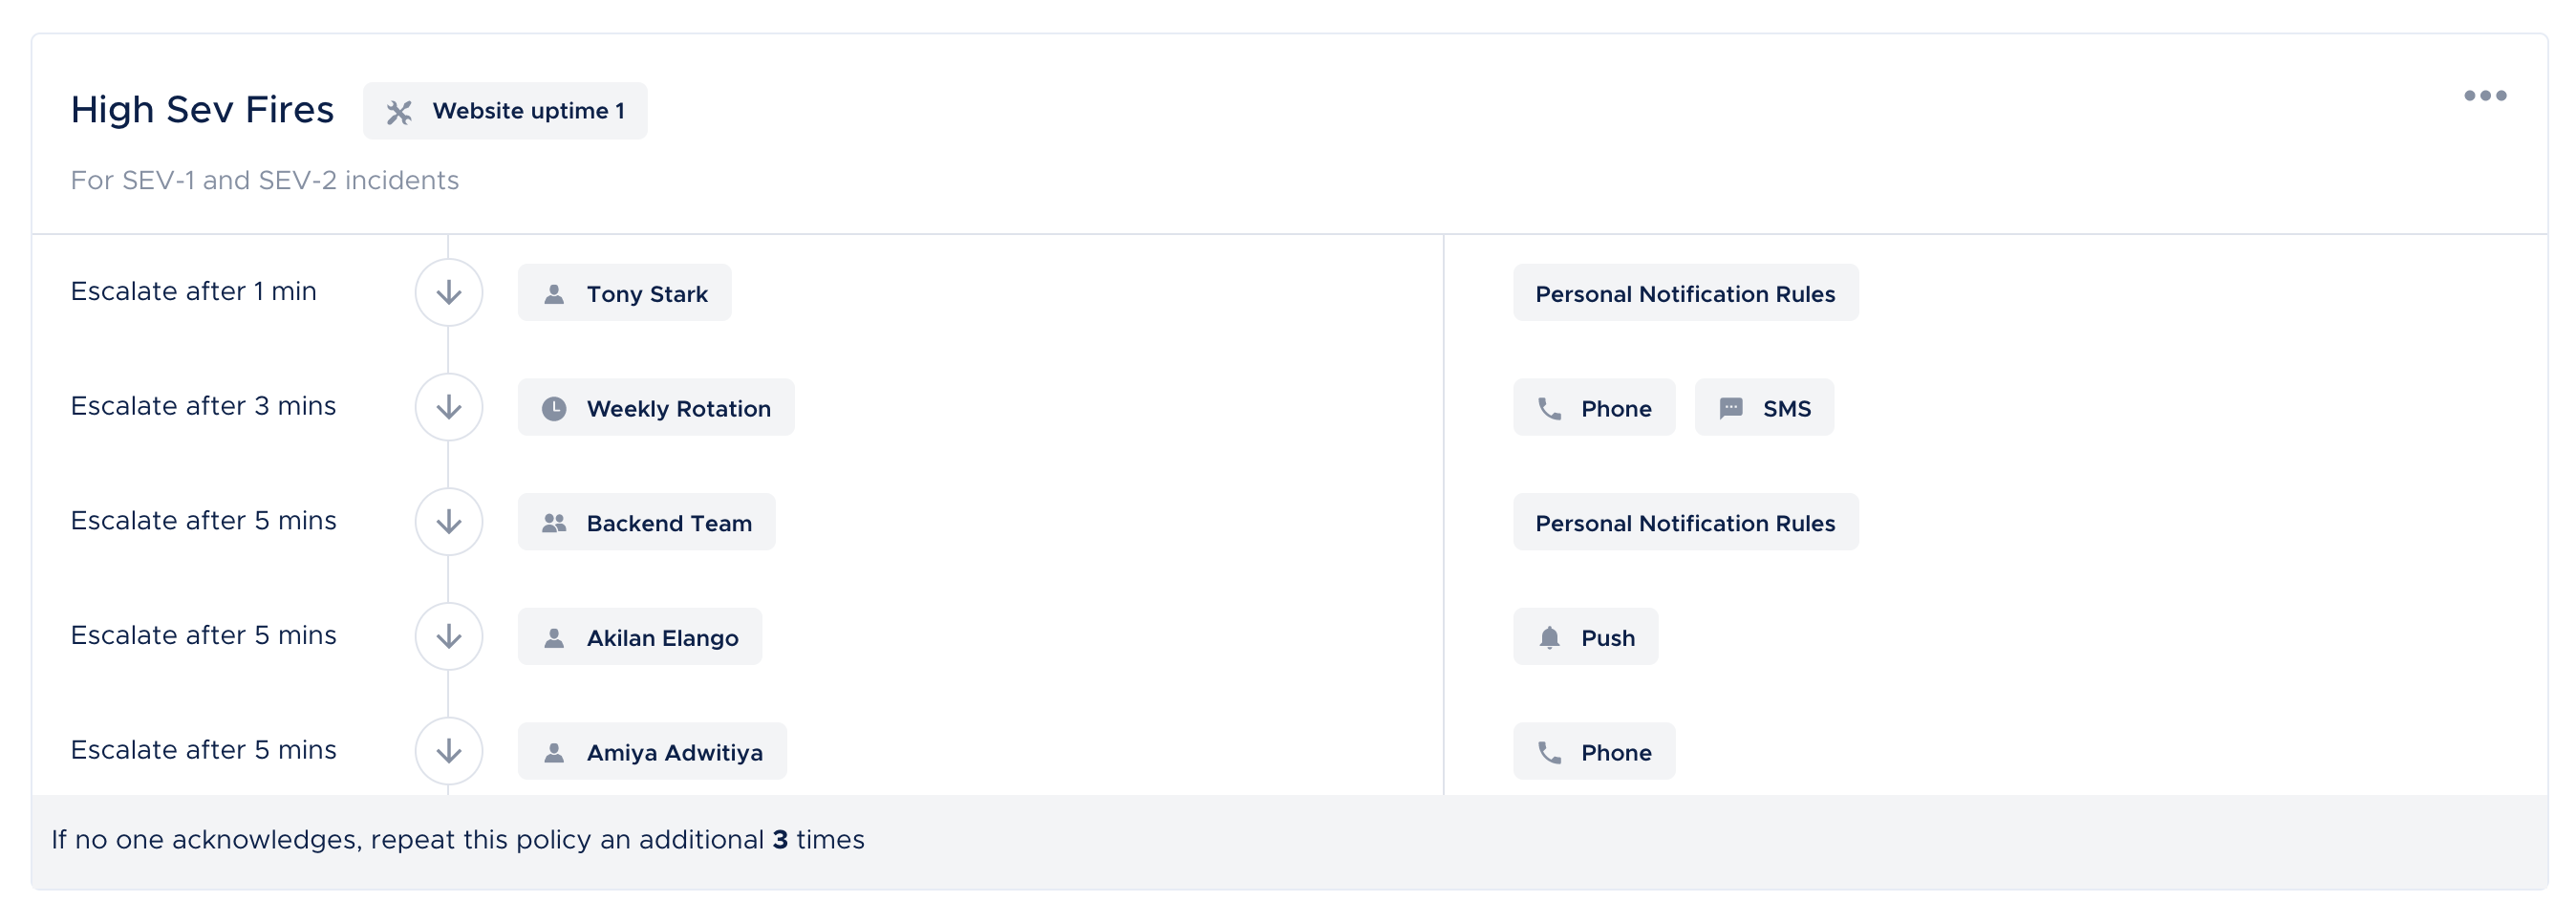 High Sev Fires Website uptime 1
For SEV-1 and SEV-2 incidents
Escalate after 1 min Tony Stark Personal Notification Rules
Escalate after 3 mins Weekly Rotation Phone SMS
Escalate after 5 mins Backend Team Personal Notification Rules
Escalate after 5 mins Akilan Elango Push
Escalate after 5 mins Amiya Adwitiya Phone
If no one acknowledges, repeat this policy an additional 3 times